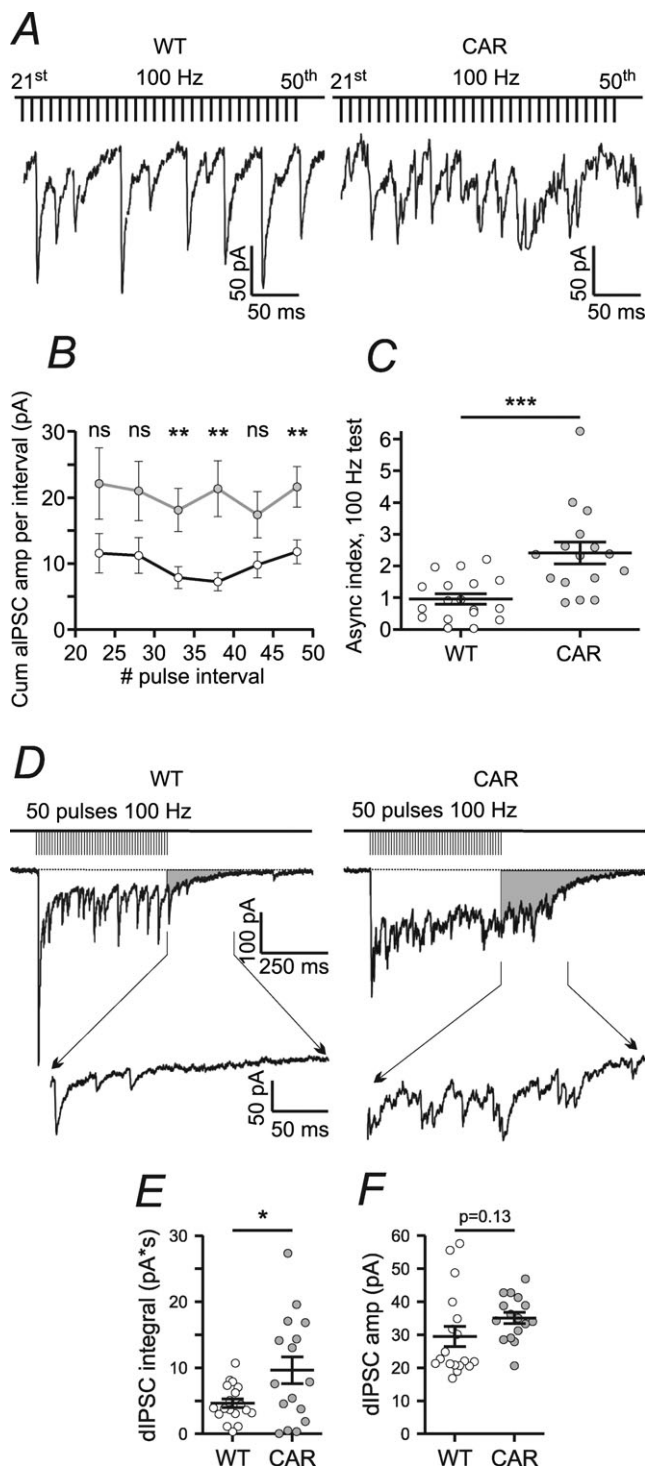 A
WT
CAR
21st 100 Hz 50th
21st 100 Hz 50th
50 pA
50 ms
50 pA
50 ms
B
Cum aIPSC amp per interval (pA)
30
20
10
0
ns ns ** ** ns **
20 25 30 35 40 45 50
# pulse interval
C
Async index, 100 Hz test
***
6
5
4
3
2
1
0
WT CAR
D
WT
CAR
50 pulses 100 Hz
50 pulses 100 Hz
100 pA
250 ms
50 pA
50 ms
E
dIPSC integral (pA*s)
*
30
20
10
0
WT CAR
F
dIPSC amp (pA)
p=0.13
60
50
40
30
20
10
0
WT CAR